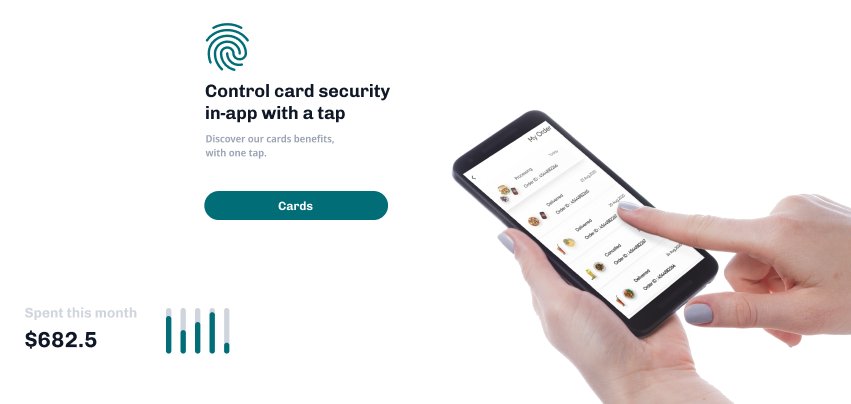 Control card security
in-app with a tap
Discover our cards benefits,
with one tap.
Cards
Spent this month
$682.5
My Order
Processing
Delivered
Delivered
Cancelled
Delivered